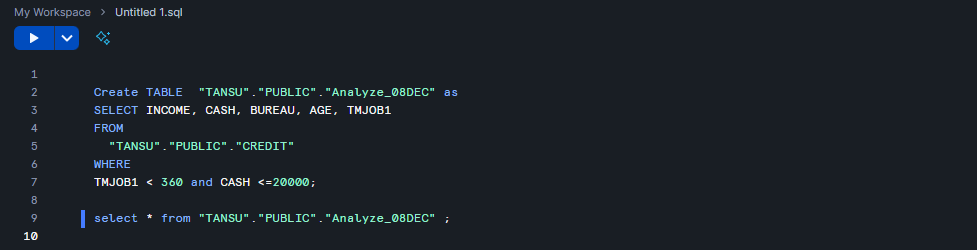 My Workspace > Untitled 1.sql
1
2 Create TABLE "TANSU"."PUBLIC"."Analyze_08DEC" as
3 SELECT INCOME, CASH, BUREAU, AGE, TMJOB1
4 FROM
5 "TANSU"."PUBLIC"."CREDIT"
6 WHERE
7 TMJOB1 < 360 and CASH <=20000;
8
9 select * from "TANSU"."PUBLIC"."Analyze_08DEC" ;
10